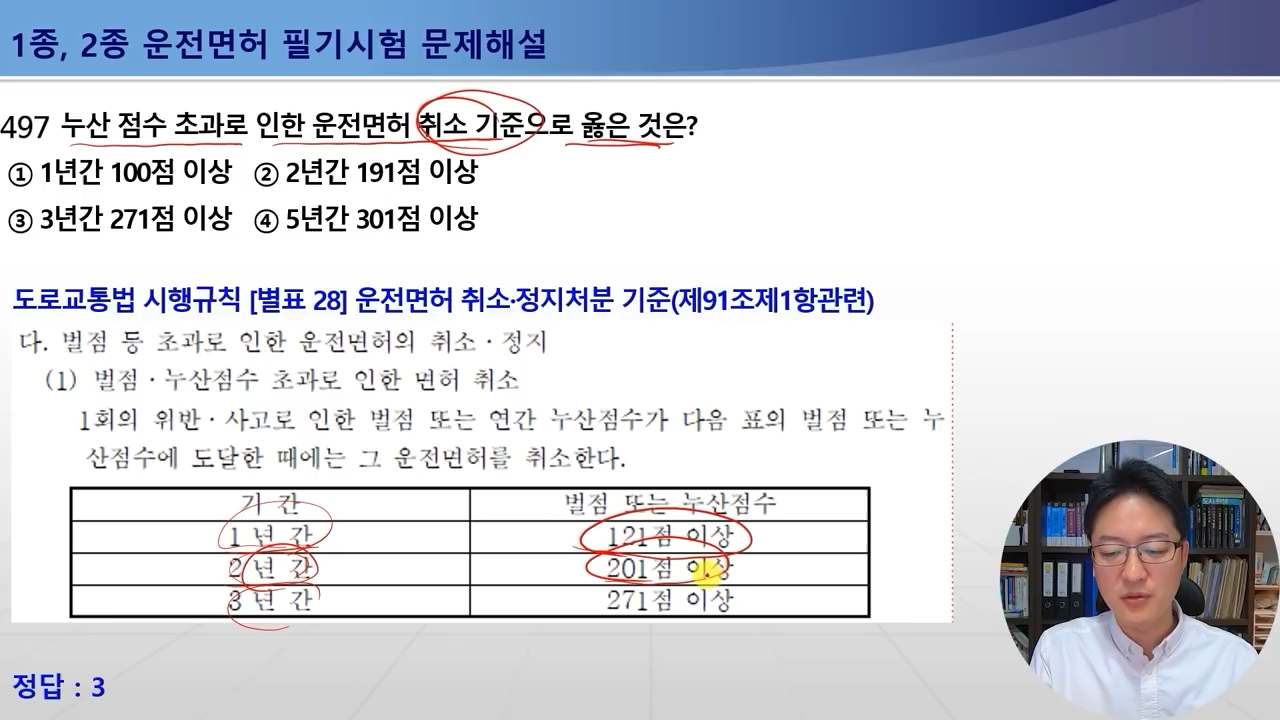 1종, 2종 운전면허 필기시험 문제해설
497 누산 점수 초과로 인한 운전면허 취소 기준으로 옳은 것은?
① 1년간 100점 이상 ② 2년간 191점 이상
③ 3년간 271점 이상 ④ 5년간 301점 이상
도로교통법 시행규칙 [별표 28] 운전면허 취소·정지처분 기준(제91조제1항관련)
다. 벌점 등 초과로 인한 운전면허의 취소·정지
(1) 벌점·누산점수 초과로 인한 면허 취소
1회의 위반·사고로 인한 벌점 또는 연간 누산점수가 다음 표의 벌점 또는 누
산점수에 도달한 때에는 그 운전면허를 취소한다.
기 간 벌점 또는 누산점수
1 년 간 121점 이상
2 년 간 201점 이상
3 년 간 271점 이상
정답 : 3